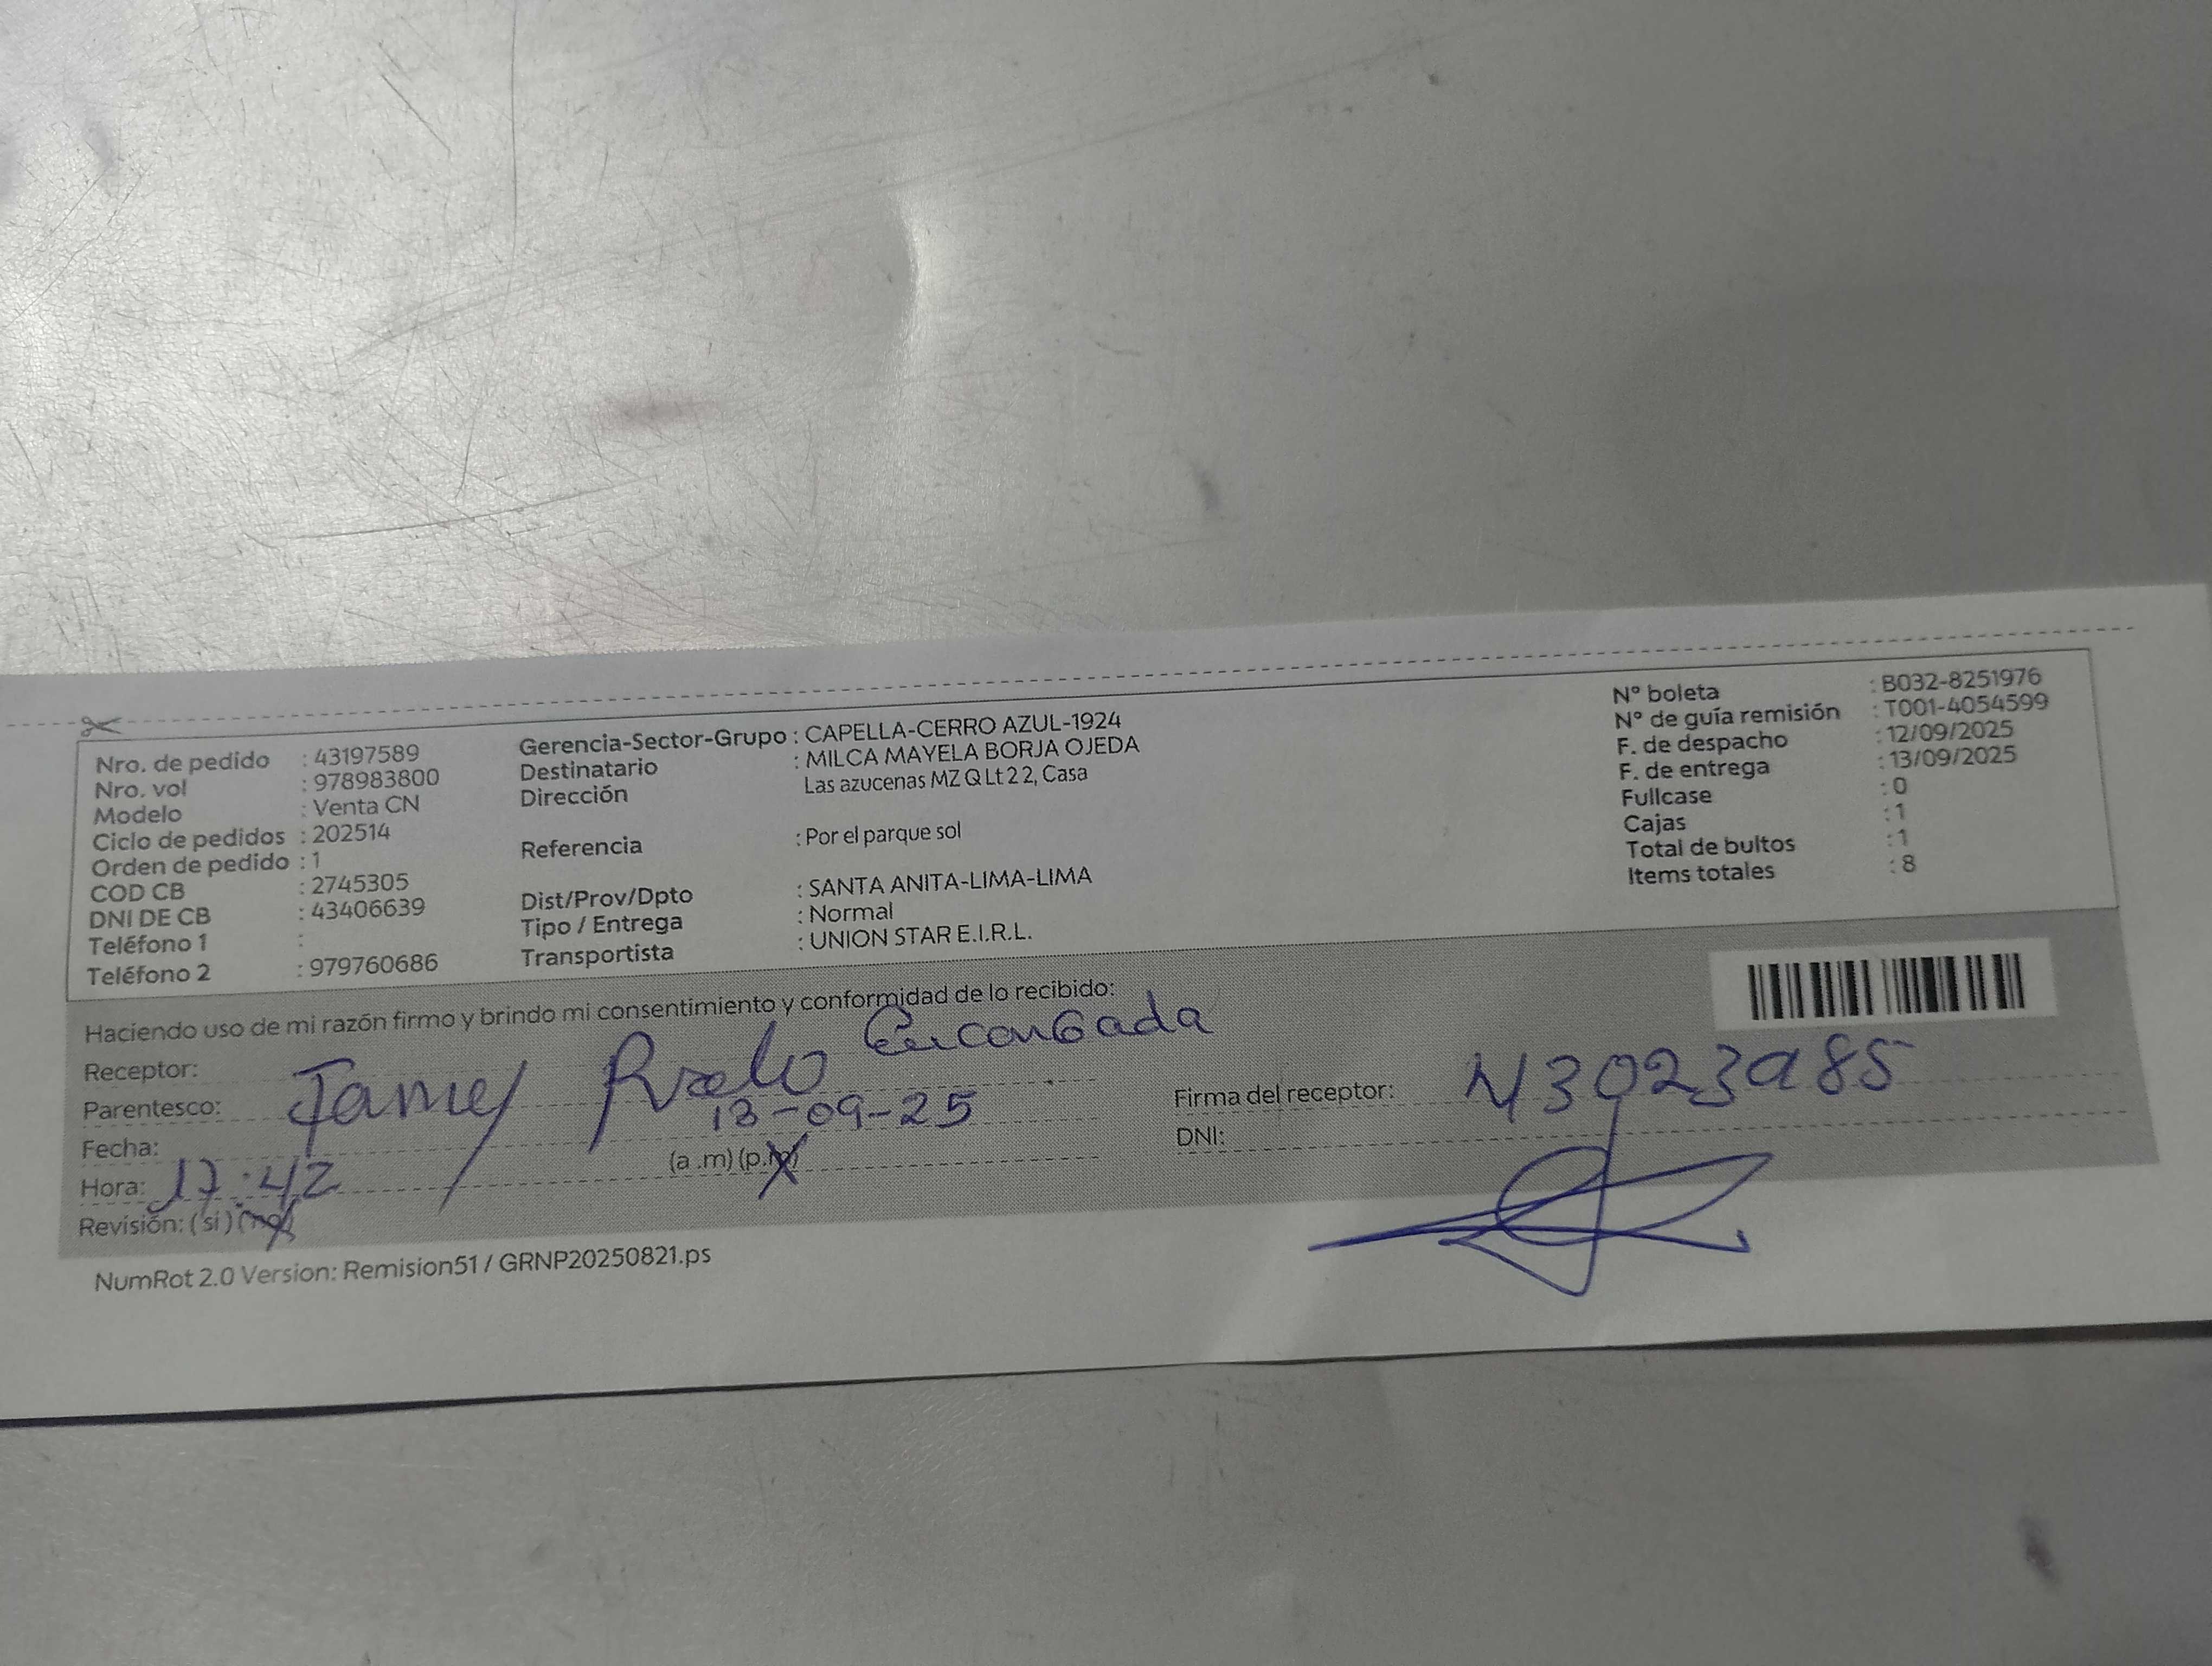 Nro. de pedido : 43197589
Nro. vol : 978983800
Modelo : Venta CN
Ciclo de pedidos : 202514
Orden de pedido : 1
COD CB : 2745305
DNI DE CB : 43406639
Teléfono 1 :
Teléfono 2 : 979760686
Gerencia-Sector-Grupo : CAPELLA-CERRO AZUL-1924
Destinatario : MILCA MAYELA BORJA OJEDA
Dirección Las azucenas MZ Q Lt 2 2, Casa
Referencia : Por el parque sol
Dist/Prov/Dpto : SANTA ANITA-LIMA-LIMA
Tipo / Entrega : Normal
Transportista : UNION STAR E.I.R.L.
N° boleta : B032-8251976
N° de guía remisión : T001-4054599
F. de despacho : 12/09/2025
F. de entrega : 13/09/2025
Fullcase : 0
Cajas : 1
Total de bultos : 1
Items totales : 8
Haciendo uso de mi razón firmo y brindo mi consentimiento y conformidad de lo recibido:
Receptor:
Parentesco:
Fecha: 13-09-25
Hora: 17:42 (a .m) (p.m)
Revisión: ( si ) (no)
Firma del receptor:
DNI:
NumRot 2.0 Version: Remision51 / GRNP20250821.ps